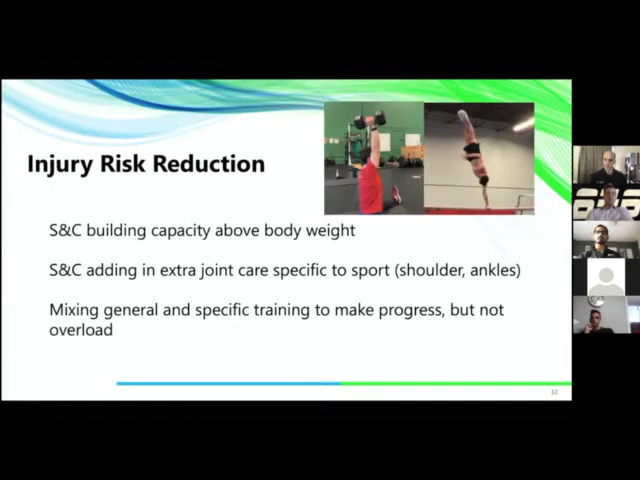 Injury Risk Reduction
S&C building capacity above body weight
S&C adding in extra joint care specific to sport (shoulder, ankles)
Mixing general and specific training to make progress, but not
overload
32